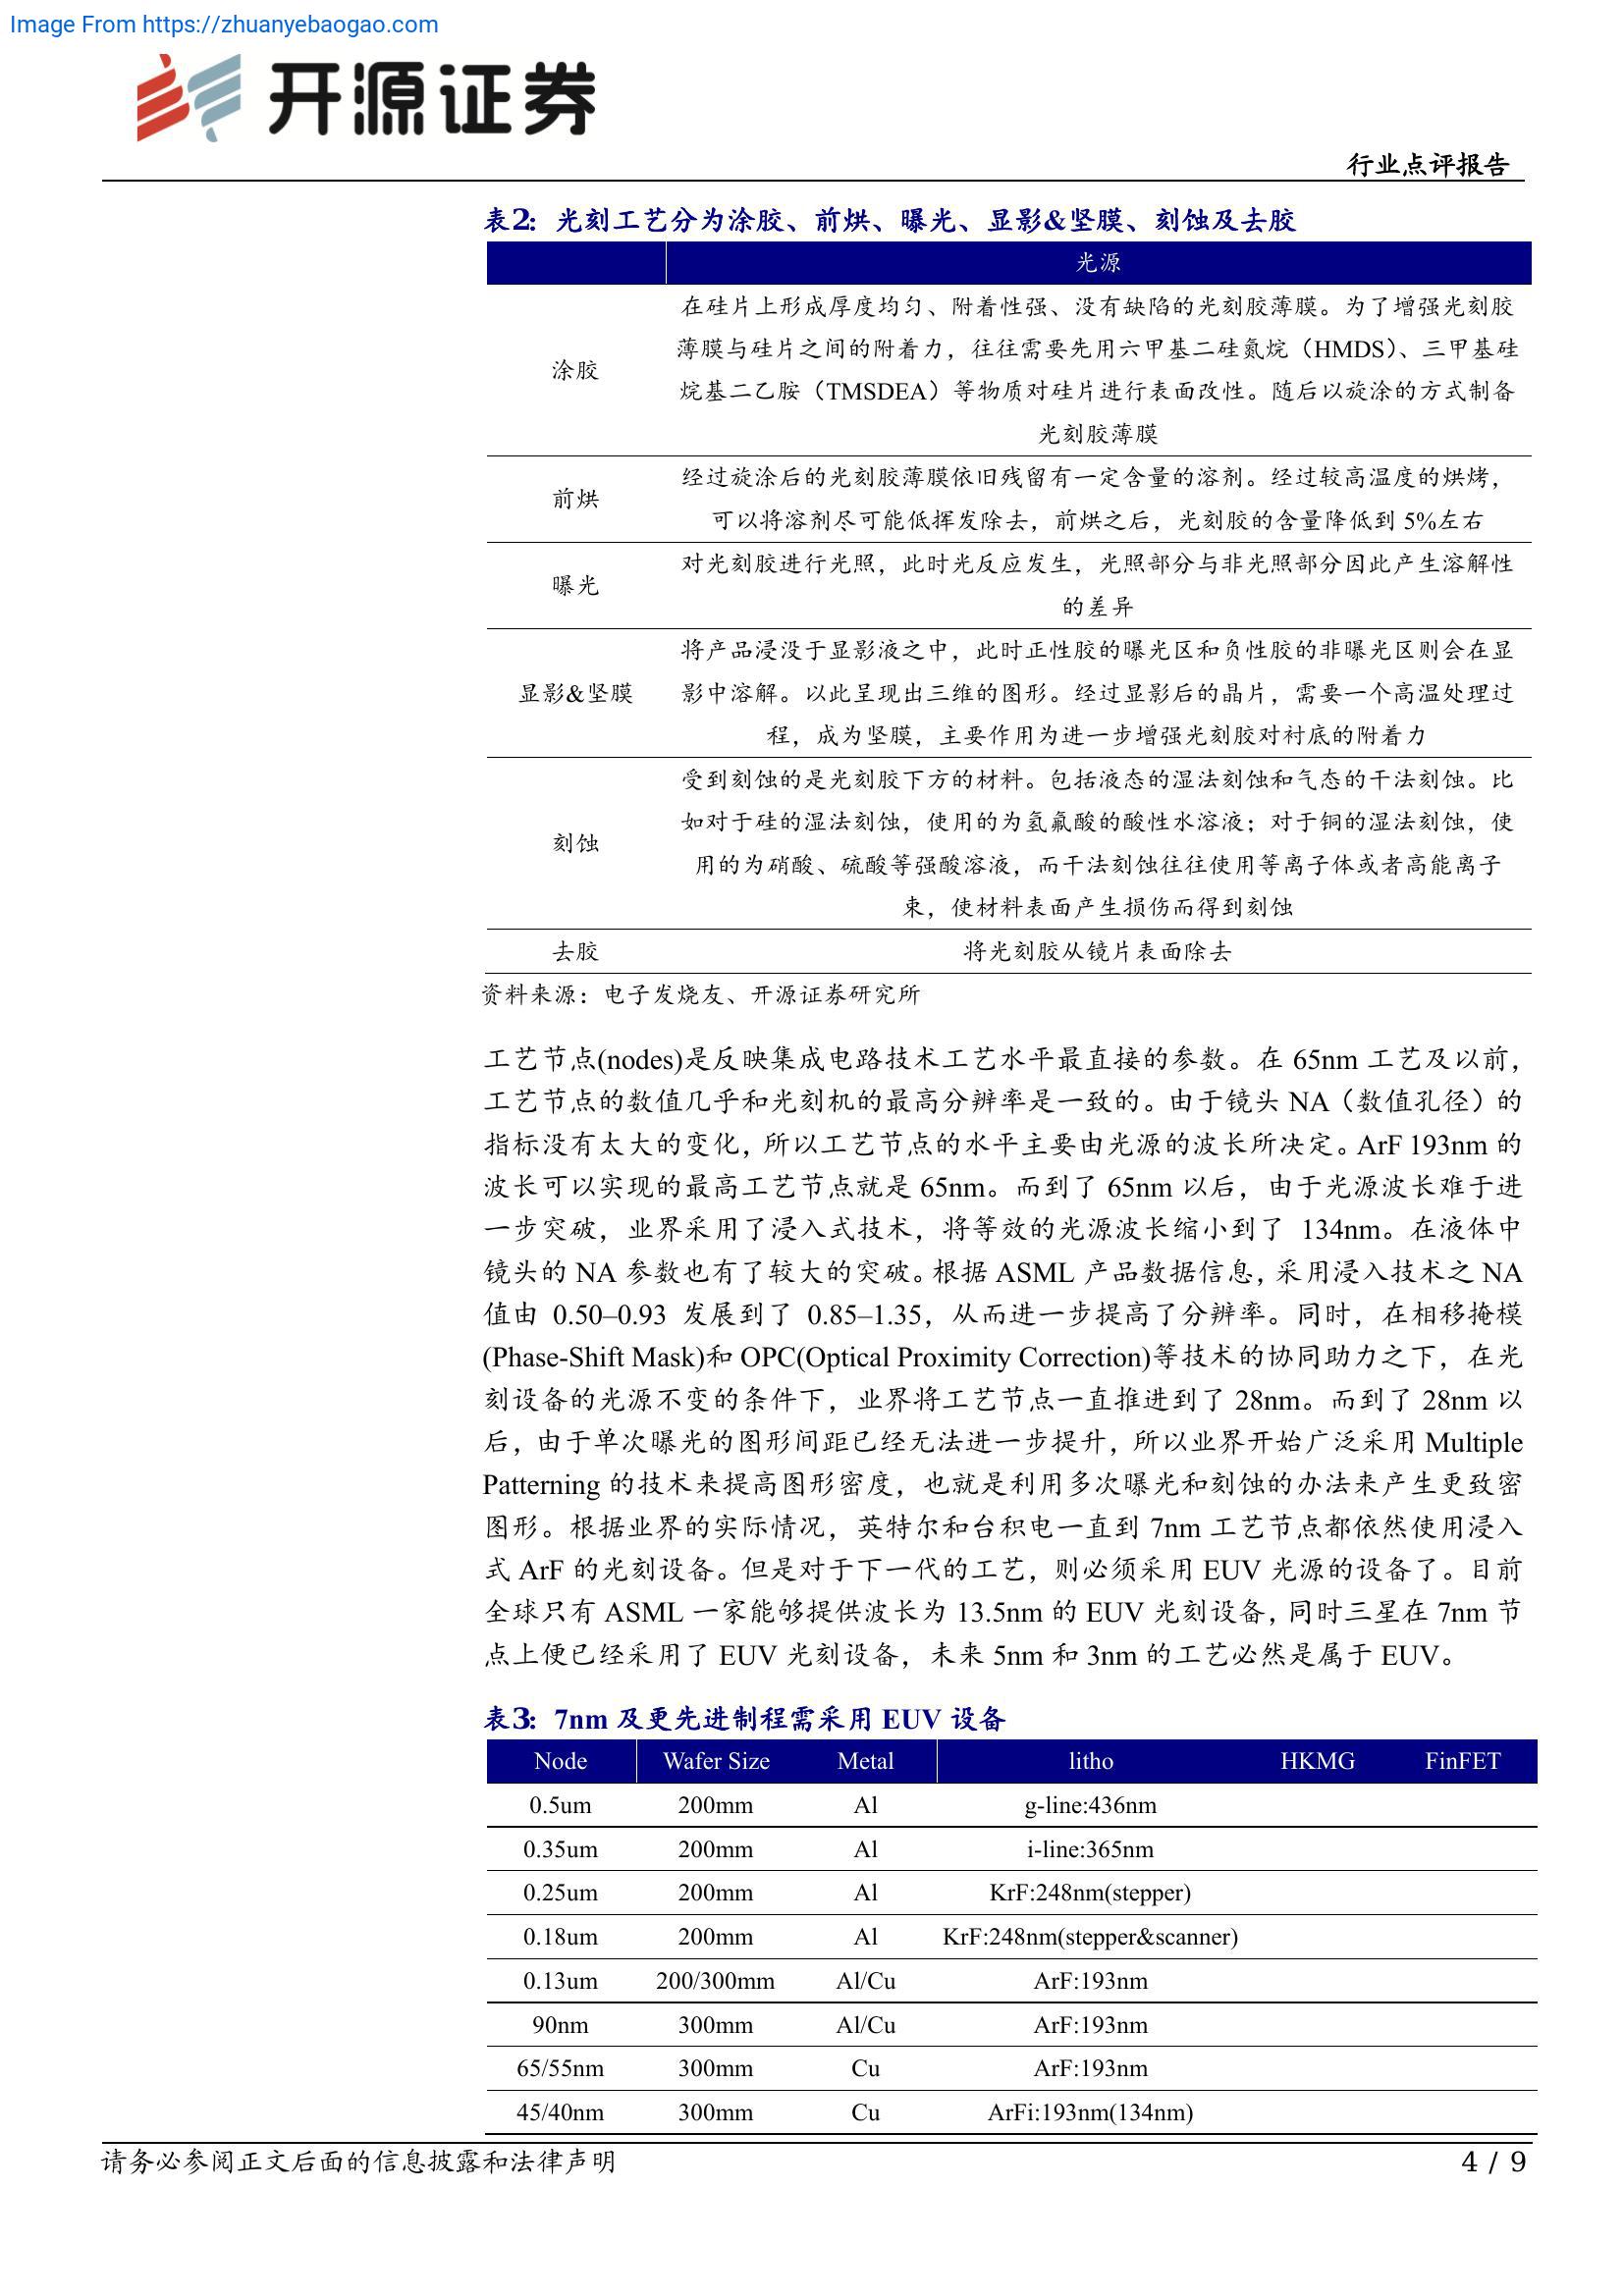 Image From https://zhuanyebaogao.com
开源证券
行业点评报告
表2：光刻工艺分为涂胶、前烘、曝光、显影&坚膜、刻蚀及去胶
光源
在硅片上形成厚度均匀、附着性强、没有缺陷的光刻胶薄膜。为了增强光刻胶
薄膜与硅片之间的附着力，往往需要先用六甲基二硅氮烷（HMDS）、三甲基硅
涂胶
烷基二乙胺（TMSDEA）等物质对硅片进行表面改性。随后以旋涂的方式制备
光刻胶薄膜
经过旋涂后的光刻胶薄膜依旧残留有一定含量的溶剂。经过较高温度的烘烤，
前烘
可以将溶剂尽可能低挥发除去，前烘之后，光刻胶的含量降低到 5%左右
对光刻胶进行光照，此时光反应发生，光照部分与非光照部分因此产生溶解性
曝光
的差异
将产品浸没于显影液之中，此时正性胶的曝光区和负性胶的非曝光区则会在显
显影&坚膜 影中溶解。以此呈现出三维的图形。经过显影后的晶片，需要一个高温处理过
程，成为坚膜，主要作用为进一步增强光刻胶对衬底的附着力
受到刻蚀的是光刻胶下方的材料。包括液态的湿法刻蚀和气态的干法刻蚀。比
如对于硅的湿法刻蚀，使用的为氢氟酸的酸性水溶液；对于铜的湿法刻蚀，使
刻蚀
用的为硝酸、硫酸等强酸溶液，而干法刻蚀往往使用等离子体或者高能离子
束，使材料表面产生损伤而得到刻蚀
去胶 将光刻胶从镜片表面除去
资料来源：电子发烧友、开源证券研究所
工艺节点(nodes)是反映集成电路技术工艺水平最直接的参数。在 65nm 工艺及以前，
工艺节点的数值几乎和光刻机的最高分辨率是一致的。由于镜头 NA（数值孔径）的
指标没有太大的变化，所以工艺节点的水平主要由光源的波长所决定。ArF 193nm 的
波长可以实现的最高工艺节点就是 65nm。而到了 65nm 以后，由于光源波长难于进
一步突破，业界采用了浸入式技术，将等效的光源波长缩小到了 134nm。在液体中
镜头的 NA 参数也有了较大的突破。根据 ASML 产品数据信息，采用浸入技术之 NA
值由 0.50–0.93 发展到了 0.85–1.35，从而进一步提高了分辨率。同时，在相移掩模
(Phase-Shift Mask)和 OPC(Optical Proximity Correction)等技术的协同助力之下，在光
刻设备的光源不变的条件下，业界将工艺节点一直推进到了 28nm。而到了 28nm 以
后，由于单次曝光的图形间距已经无法进一步提升，所以业界开始广泛采用 Multiple
Patterning 的技术来提高图形密度，也就是利用多次曝光和刻蚀的办法来产生更致密
图形。根据业界的实际情况，英特尔和台积电一直到 7nm 工艺节点都依然使用浸入
式 ArF 的光刻设备。但是对于下一代的工艺，则必须采用 EUV 光源的设备了。目前
全球只有 ASML 一家能够提供波长为 13.5nm 的 EUV 光刻设备，同时三星在 7nm 节
点上便已经采用了 EUV 光刻设备，未来 5nm 和 3nm 的工艺必然是属于 EUV。
表3：7nm 及更先进制程需采用 EUV 设备
Node Wafer Size Metal litho HKMG FinFET
0.5um 200mm Al g-line:436nm
0.35um 200mm Al i-line:365nm
0.25um 200mm Al KrF:248nm(stepper)
0.18um 200mm Al KrF:248nm(stepper&scanner)
0.13um 200/300mm Al/Cu ArF:193nm
90nm 300mm Al/Cu ArF:193nm
65/55nm 300mm Cu ArF:193nm
45/40nm 300mm Cu ArFi:193nm(134nm)
请务必参阅正文后面的信息披露和法律声明
4 / 9